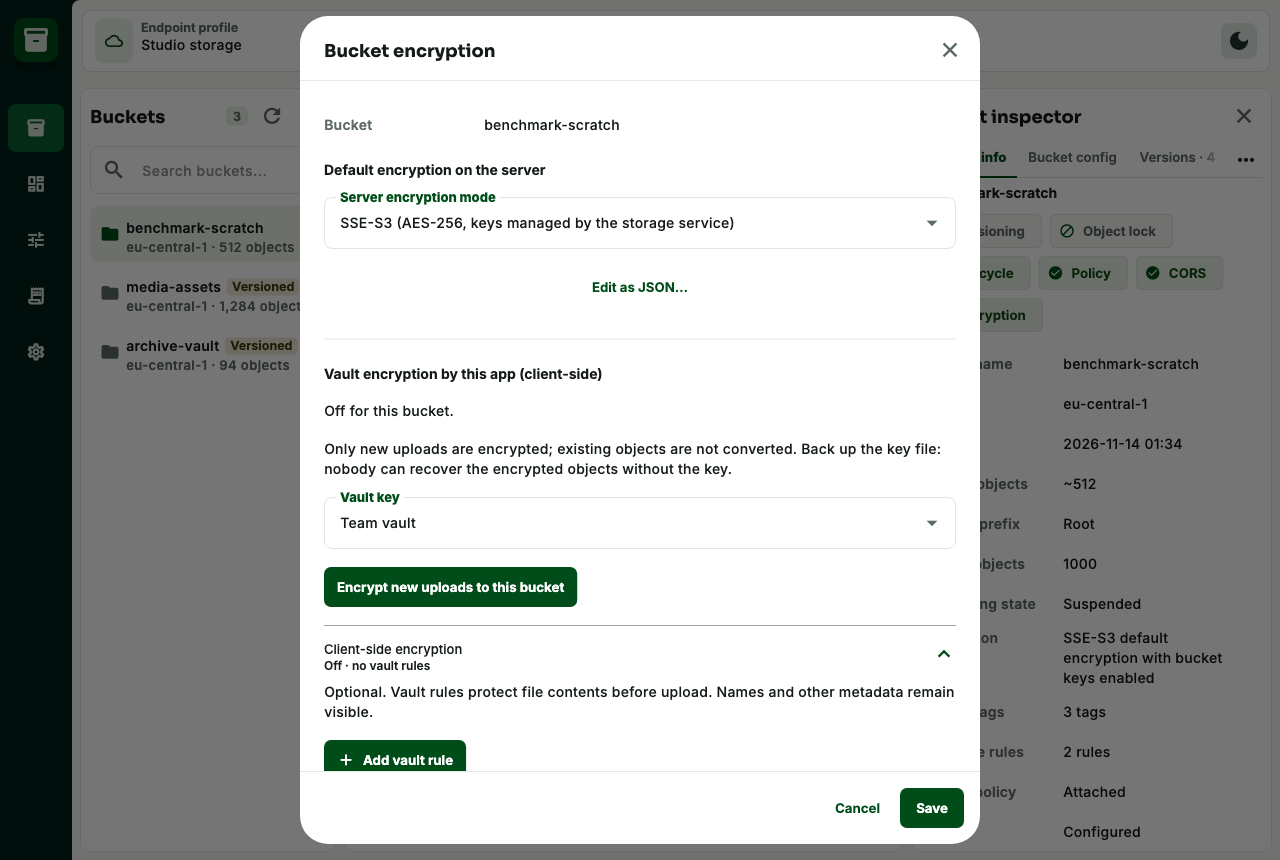 Endpoint profile
Studio storage
Buckets
3
Search buckets...
benchmark-scratch
eu-central-1 · 512 objects
media-assets Versioned
eu-central-1 · 1,284 object
archive-vault Versioned
eu-central-1 · 94 objects
Bucket encryption
Bucket benchmark-scratch
Default encryption on the server
Server encryption mode
SSE-S3 (AES-256, keys managed by the storage service)
Edit as JSON...
Vault encryption by this app (client-side)
Off for this bucket.
Only new uploads are encrypted; existing objects are not converted. Back up the key file:
nobody can recover the encrypted objects without the key.
Vault key
Team vault
Encrypt new uploads to this bucket
Client-side encryption
Off · no vault rules
Optional. Vault rules protect file contents before upload. Names and other metadata remain
visible.
Add vault rule
Cancel
Save
t inspector
info Bucket config Versions · 4
rk-scratch
sioning Object lock
cycle Policy CORS
ryption
ame benchmark-scratch
eu-central-1
2026-11-14 01:34
objects ~512
prefix Root
bjects 1000
ng state Suspended
on SSE-S3 default
encryption with bucket
keys enabled
ags 3 tags
e rules 2 rules
olicy Attached
Configured